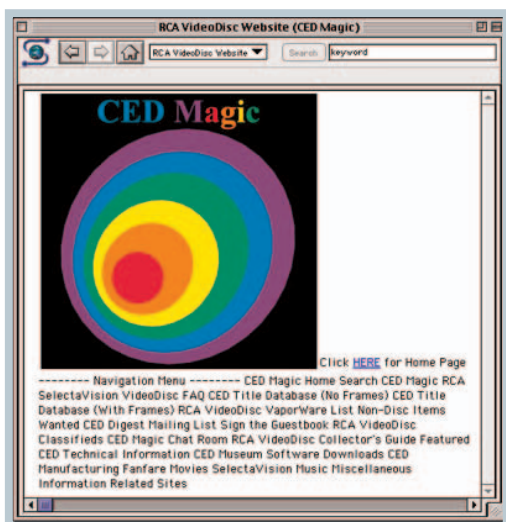 RCA VideoDisc Website (CED Magic)
RCA VideoDisc Website Search keyword
CED Magic
Click HERE for Home Page
-------- Navigation Menu -------- CED Magic Home Search CED Magic RCA
SelectaVision VideoDisc FAQ CED Title Database (No Frames) CED Title
Database (With Frames) RCA VideoDisc VaporWare List Non-Disc Items
Wanted CED Digest Mailing List Sign the Guestbook RCA VideoDisc
Classifieds CED Magic Chat Room RCA VideoDisc Collector's Guide Featured
CED Technical Information CED Museum Software Downloads CED
Manufacturing Fanfare Movies SelectaVision Music Miscellaneous
Information Related Sites